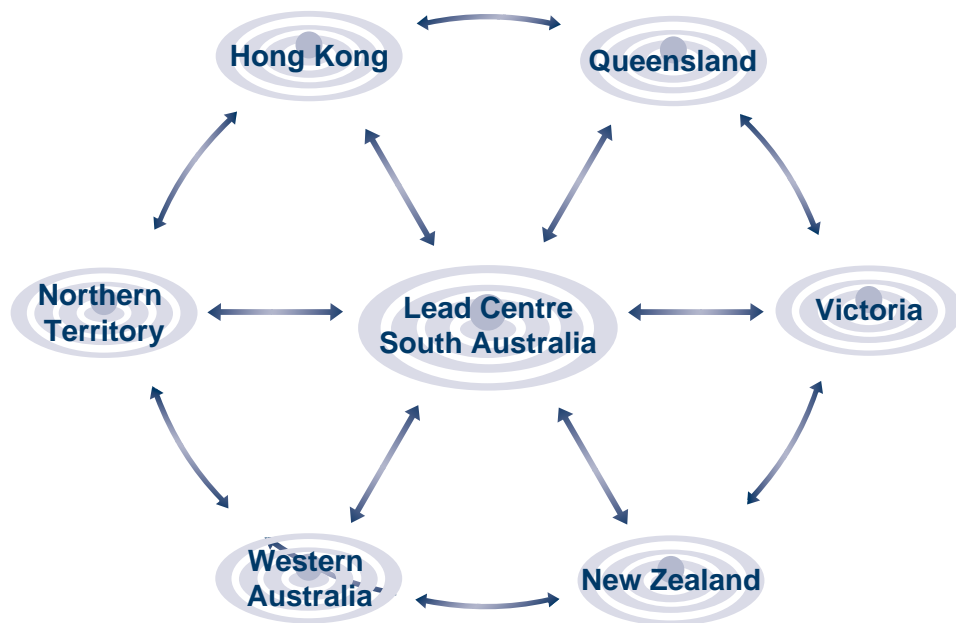 Hong Kong
Queensland
Northern
Territory
Lead Centre
South Australia
Victoria
Western
Australia
New Zealand